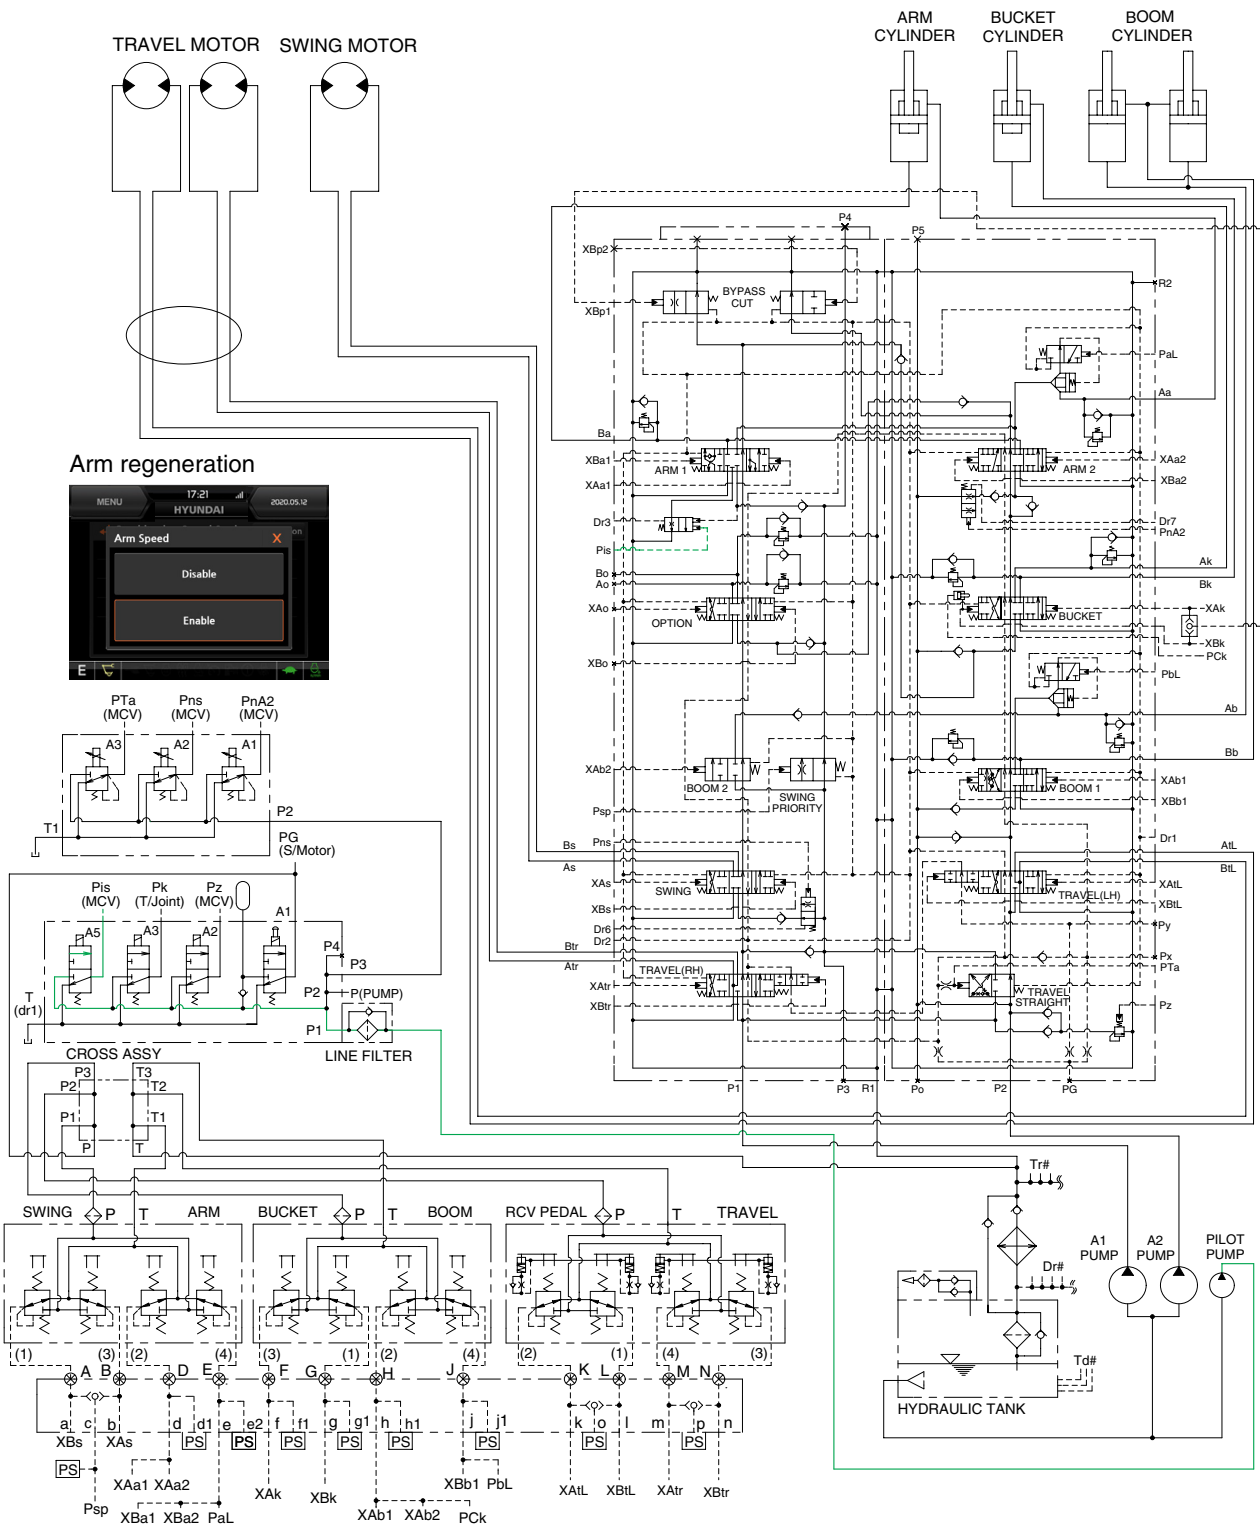 TRAVEL MOTOR
SWING MOTOR
ARM
CYLINDER
BUCKET
CYLINDER
BOOM
CYLINDER
P4
P5
XBp2
BYPASS
CUT
XBp1
R2
PaL
Aa
Ba
XBa1
ARM 1
XAa1
ARM 2
XAa2
XBa2
Dr3
Pis
Dr7
PnA2
Bo
Ao
Ak
Bk
XAo
OPTION
BUCKET
XAk
XBo
XBk
PCk
PbL
Ab
Bb
XAb2
BOOM 2
SWING
PRIORITY
BOOM 1
XAb1
XBb1
Psp
Pns
Dr1
Bs
As
AtL
BtL
XAs
SWING
XBs
TRAVEL(LH)
XAtL
XBtL
Dr6
Dr2
Py
Btr
Atr
TRAVEL(RH)
Px
PTa
XAtr
XBtr
TRAVEL
STRAIGHT
Pz
P1
P3
R1
Po
P2
PG
Arm regeneration
MENU
17:21
HYUNDAI
2020.05.12
on
Arm Speed
X
Disable
Enable
E
PTa
(MCV)
Pns
(MCV)
PnA2
(MCV)
A3
A2
A1
P2
T1
PG
(S/Motor)
Pis
(MCV)
Pk
(T/Joint)
Pz
(MCV)
A1
A5
A3
A2
P4
P3
P2
P(PUMP)
T
(dr1)
P1
LINE FILTER
CROSS ASSY
P3
T3
P2
T2
P1
T1
P
T
SWING
P
T
ARM
BUCKET
P
T
BOOM
RCV PEDAL
P
T
TRAVEL
(1)
(3)
(2)
(4)
(3)
(1)
(2)
(4)
(2)
(1)
(4)
(3)
A
B
D
E
F
G
H
J
K
L
M
N
a
c
b
d
d1
e
e2
f
f1
g
g1
h
h1
j
j1
k
o
l
m
p
n
XBs
XAs
PS
PS
PS
PS
PS
PS
PS
PS
PS
Psp
XAa1
XAa2
XBa1
XBa2
PaL
XAk
XBk
XAb1
XAb2
PCk
XBb1
PbL
XAtL
XBtL
XAtr
XBtr
Tr#
Dr#
Td#
HYDRAULIC TANK
A1
PUMP
A2
PUMP
PILOT
PUMP